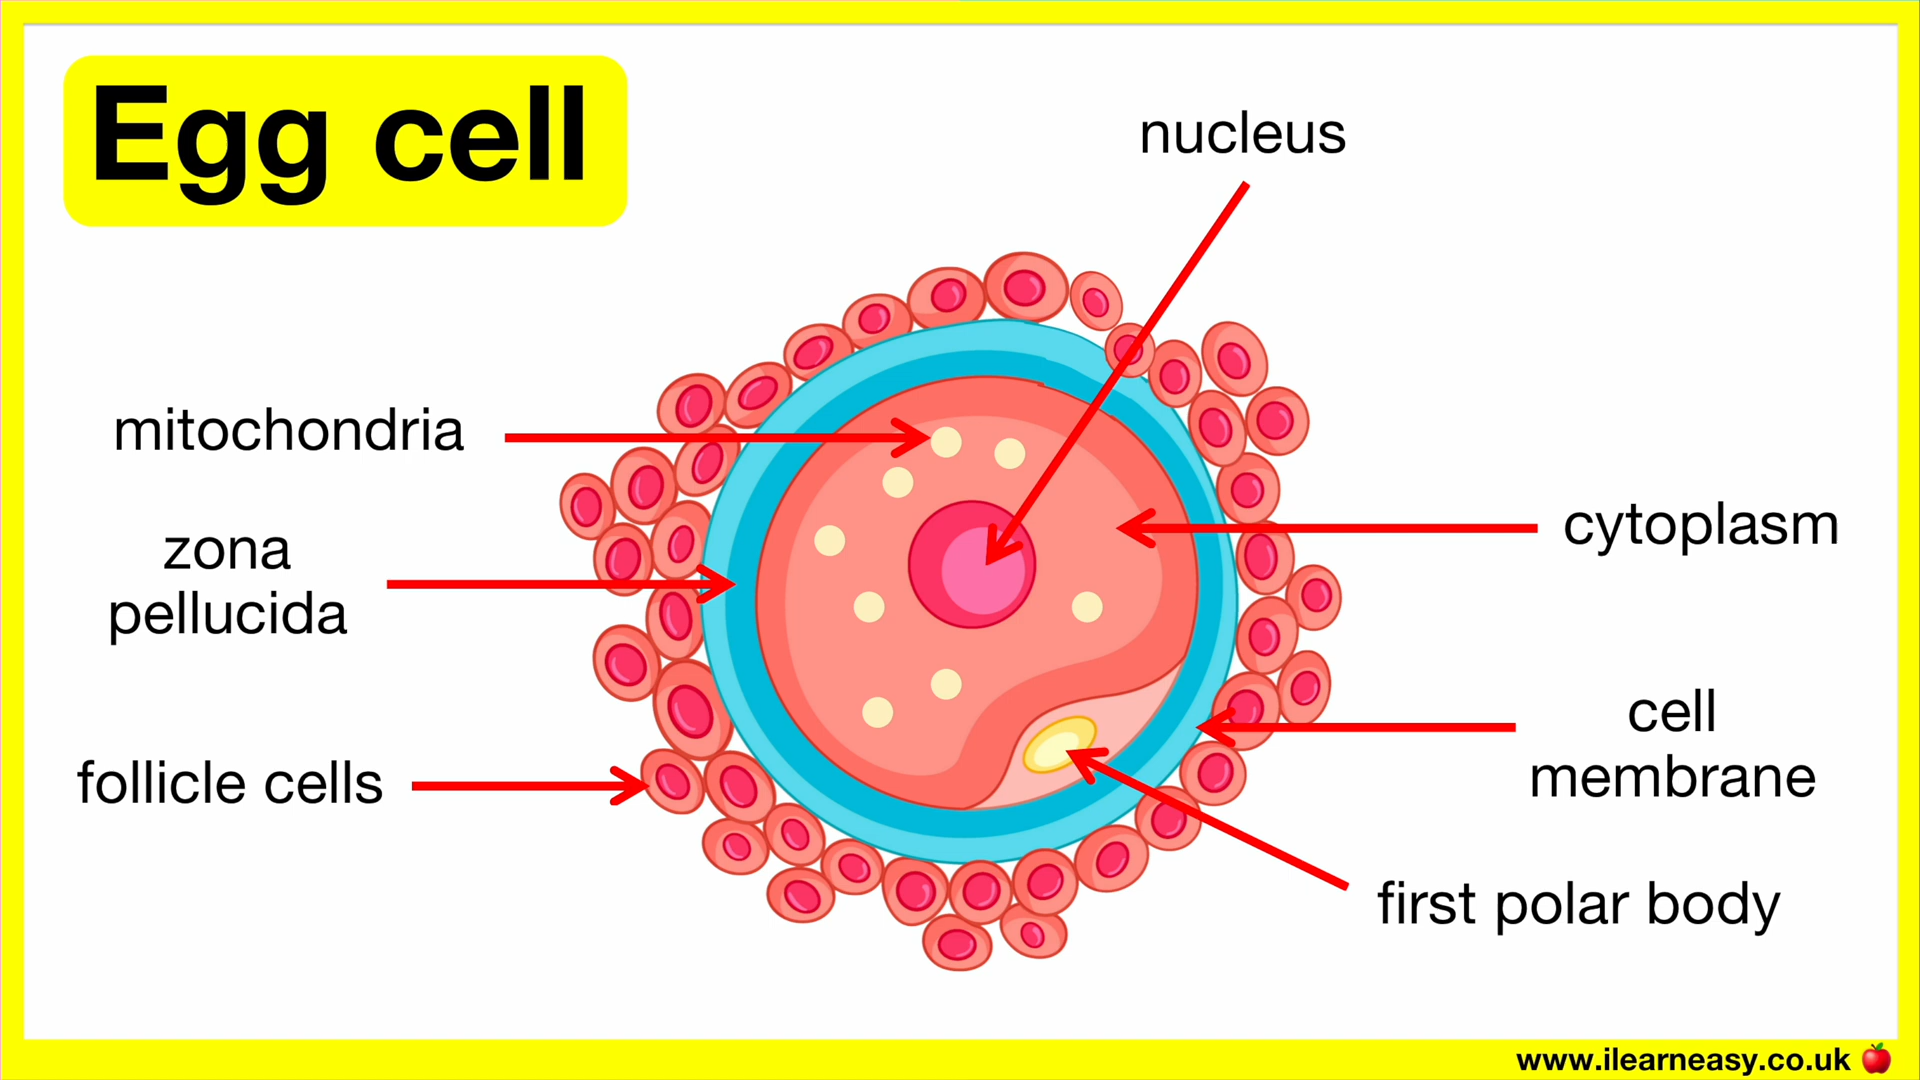 Egg cell
nucleus
mitochondria
zona
pellucida
cytoplasm
cell
membrane
follicle cells
first polar body
www.ilearneasy.co.uk